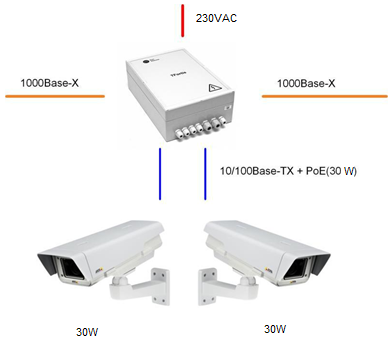 230VAC
1000Base-X
1000Base-X
10/100Base-TX + PoE(30 W)
30W
30W